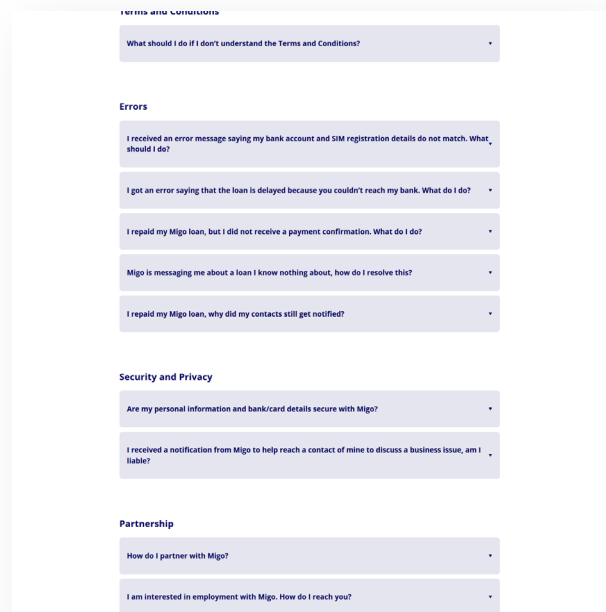 Terms and Conditions
What should I do if I don't understand the Terms and Conditions?
Errors
I received an error message saying my bank account and SIM registration details do not match. What
should I do?
I got an error saying that the loan is delayed because you couldn't reach my bank. What do I do?
I repaid my Migo loan, but I did not receive a payment confirmation. What do I do?
Migo is messaging me about a loan I know nothing about, how do I resolve this?
I repaid my Migo loan, why did my contacts still get notified?
Security and Privacy
Are my personal information and bank/card details secure with Migo?
I received a notification from Migo to help reach a contact of mine to discuss a business issue, am I
liable?
Partnership
How do I partner with Migo?
I am interested in employment with Migo. How do I reach you?